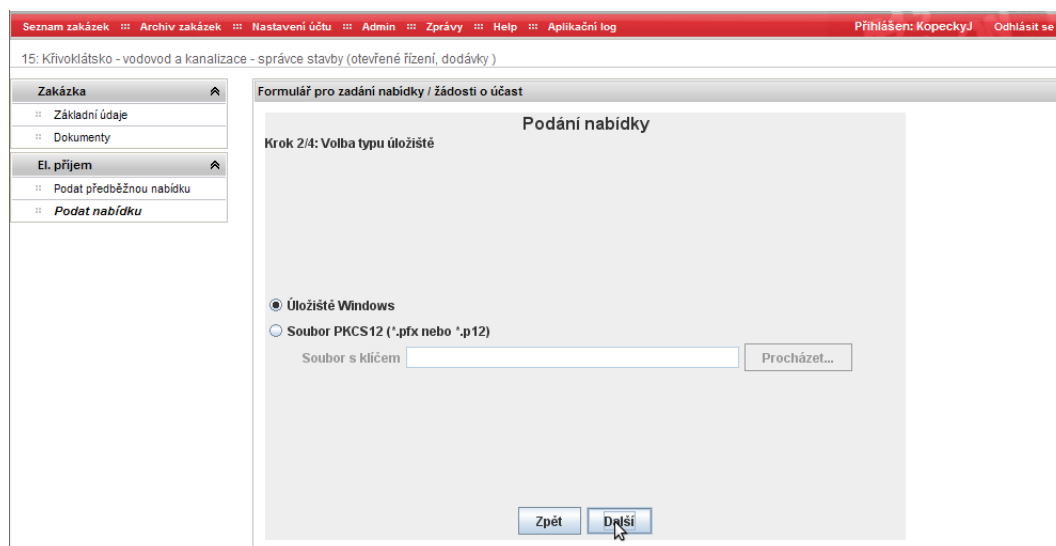 Seznam zakázek ::: Archiv zakázek ::: Nastavení účtu ::: Admin ::: Zprávy ::: Help ::: Aplikační log Přihlášen: KopeckyJ Odhlásit se
15: Křivoklátsko - vodovod a kanalizace - správce stavby (otevřené řízení, dodávky )
Zakázka
Základní údaje
Dokumenty
El. příjem
Podat předběžnou nabídku
Podat nabídku
Formulář pro zadání nabídky / žádosti o účast
Podání nabídky
Krok 2/4: Volba typu úložiště
Úložiště Windows
Soubor PKCS12 (*.pfx nebo *.p12)
Soubor s klíčem Procházet...
Zpět Další